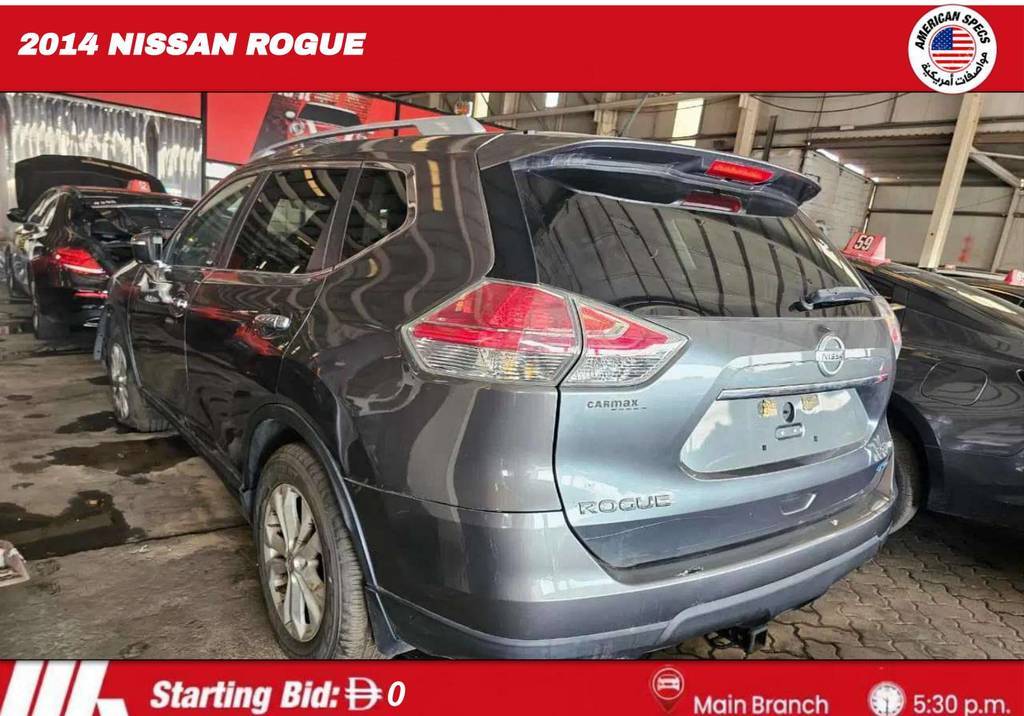 2014 NISSAN ROGUE
AMERICAN SPECS
مواصفات أمريكية
59
NISSAN
CARMAX
ROGUE
Starting Bid: 0
Main Branch
5:30 p.m.